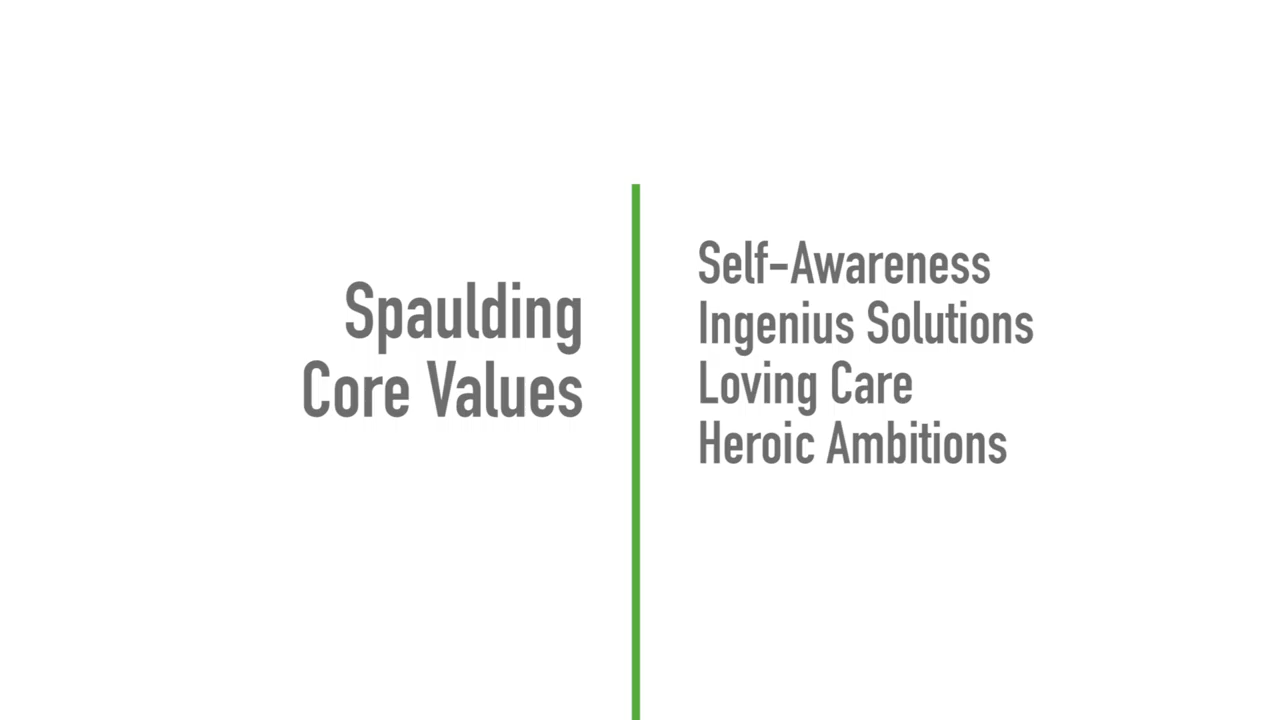 Spaulding
Core Values
Self-Awareness
Ingenius Solutions
Loving Care
Heroic Ambitions